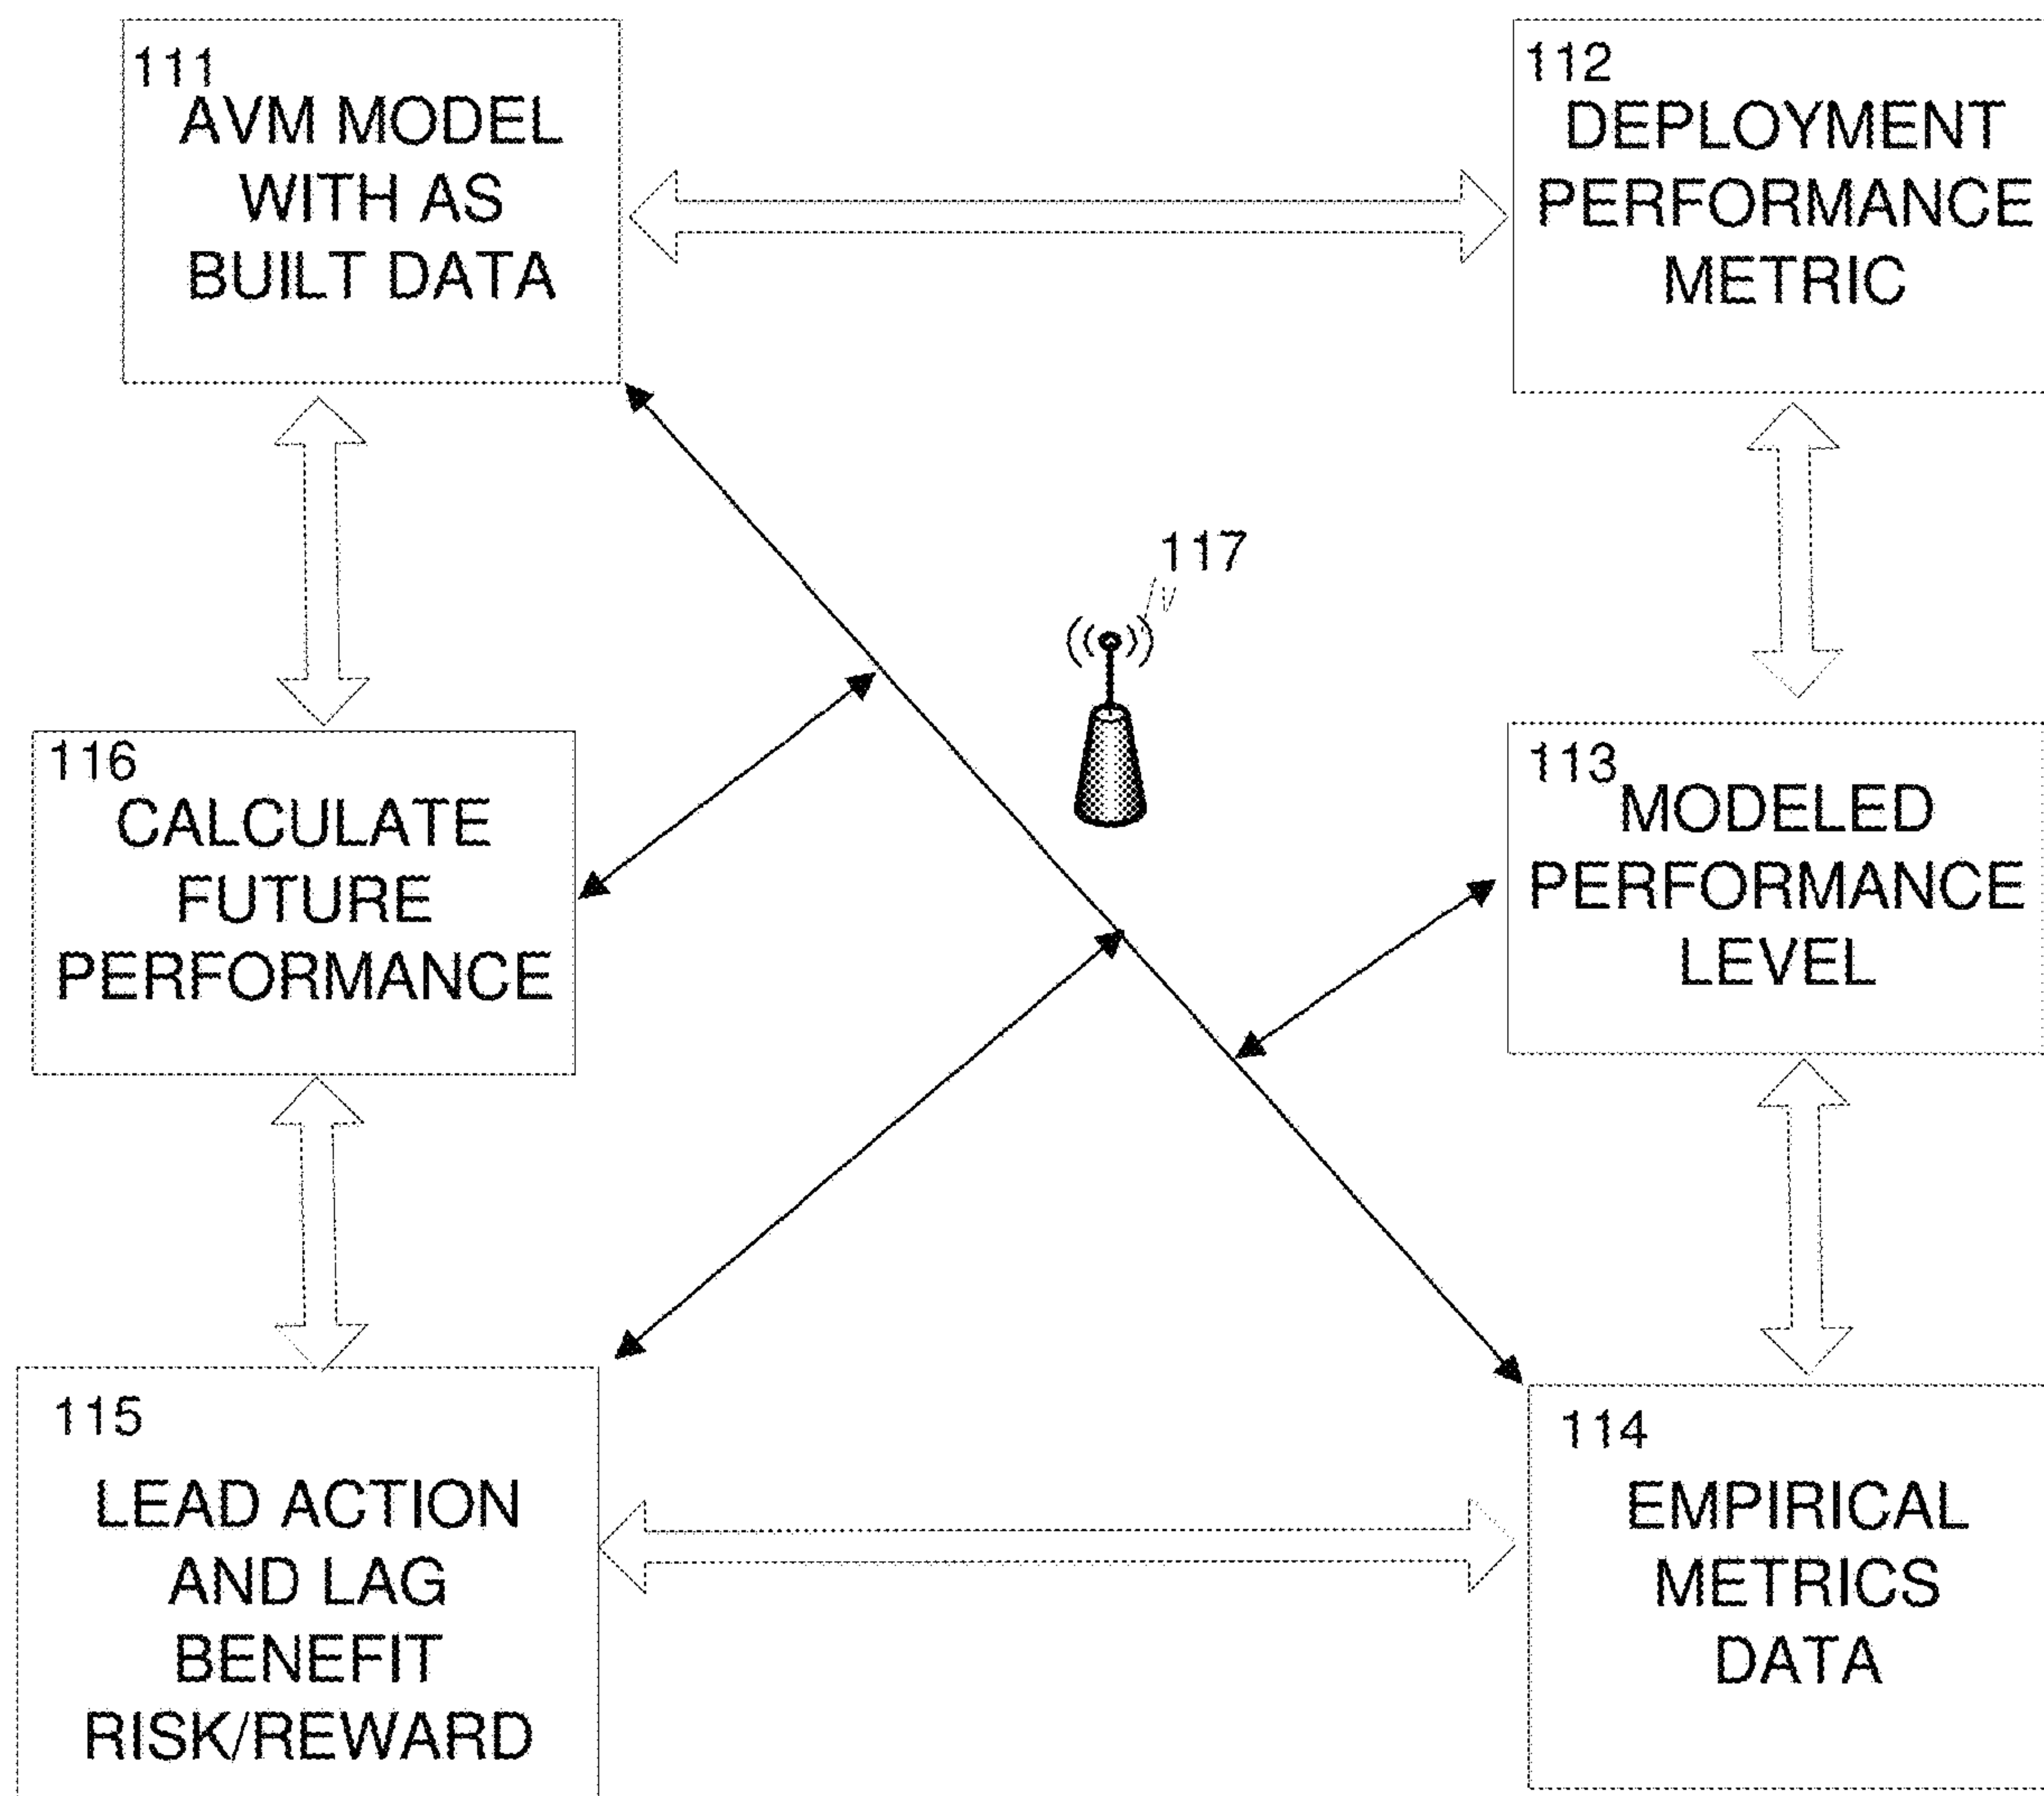 111
AVM MODEL
WITH AS
BUILT DATA
112
DEPLOYMENT
PERFORMANCE
METRIC
117
116
CALCULATE
FUTURE
PERFORMANCE
113
MODELED
PERFORMANCE
LEVEL
115
LEAD ACTION
AND LAG
BENEFIT
RISK/REWARD
114
EMPIRICAL
METRICS
DATA